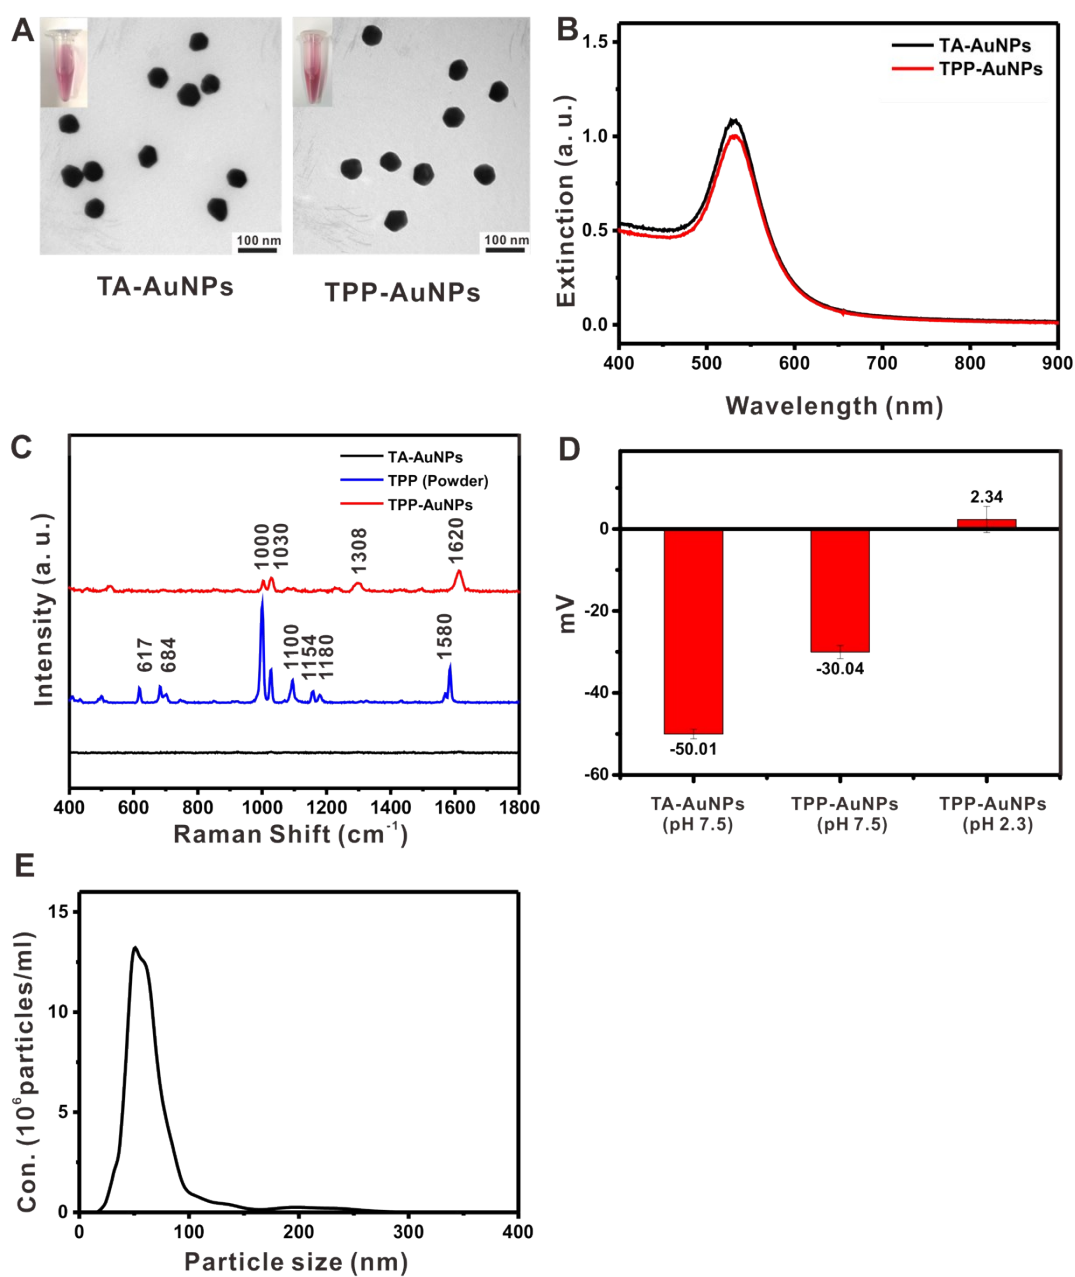 A
100 nm
100 nm
TA-AuNPs
TPP-AuNPs
B
1.5
1.0
0.5
0.0
Extinction (a. u.)
TA-AuNPs
TPP-AuNPs
400
500
600
700
800
900
Wavelength (nm)
C
TA-AuNPs
TPP (Powder)
TPP-AuNPs
1000
1030
1308
1620
617
684
1100
1154
1180
1580
Intensity (a. u.)
400
600
800
1000
1200
1400
1600
1800
Raman Shift (cm⁻¹)
D
2.34
0
-20
-40
-60
mV
-30.04
-50.01
TA-AuNPs
(pH 7.5)
TPP-AuNPs
(pH 7.5)
TPP-AuNPs
(pH 2.3)
E
15
10
5
0
Con. (10⁶particles/ml)
0
100
200
300
400
Particle size (nm)